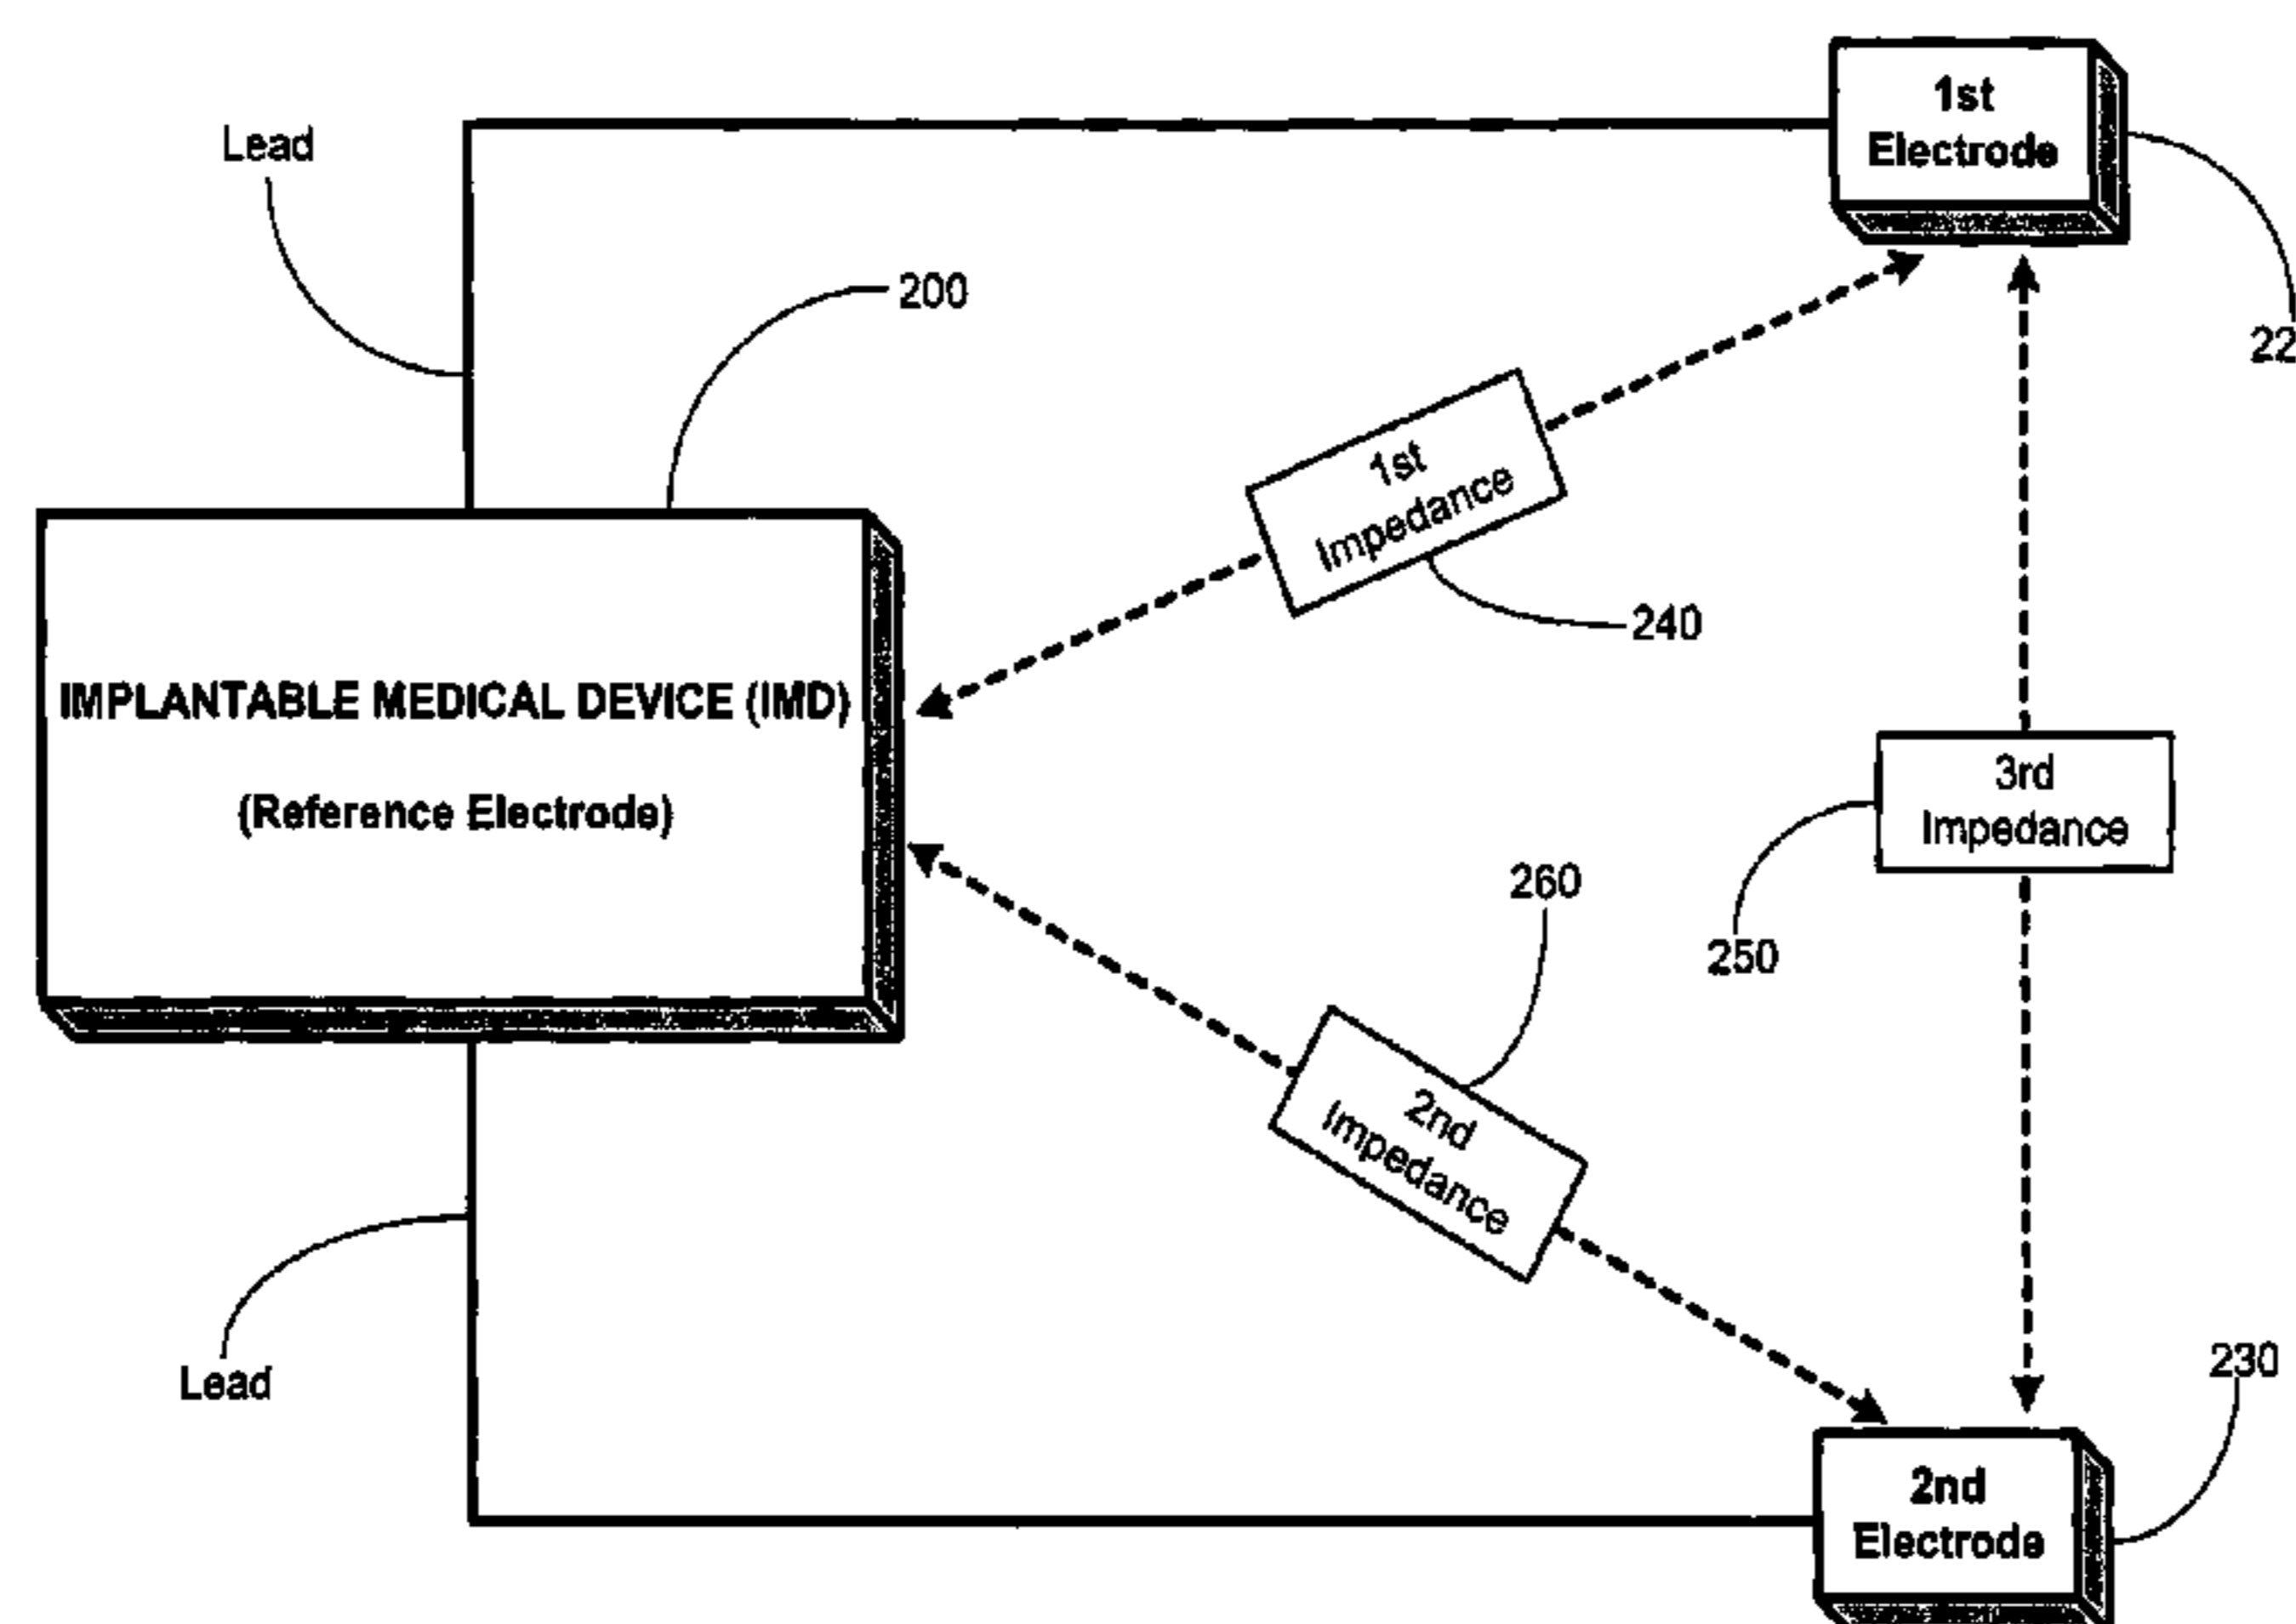 1st
Electrode
Lead
200
22
1st
Impedance
240
IMPLANTABLE MEDICAL DEVICE (IMD)
(Reference Electrode)
3rd
Impedance
260
250
2nd
Impedance
Lead
230
2nd
Electrode